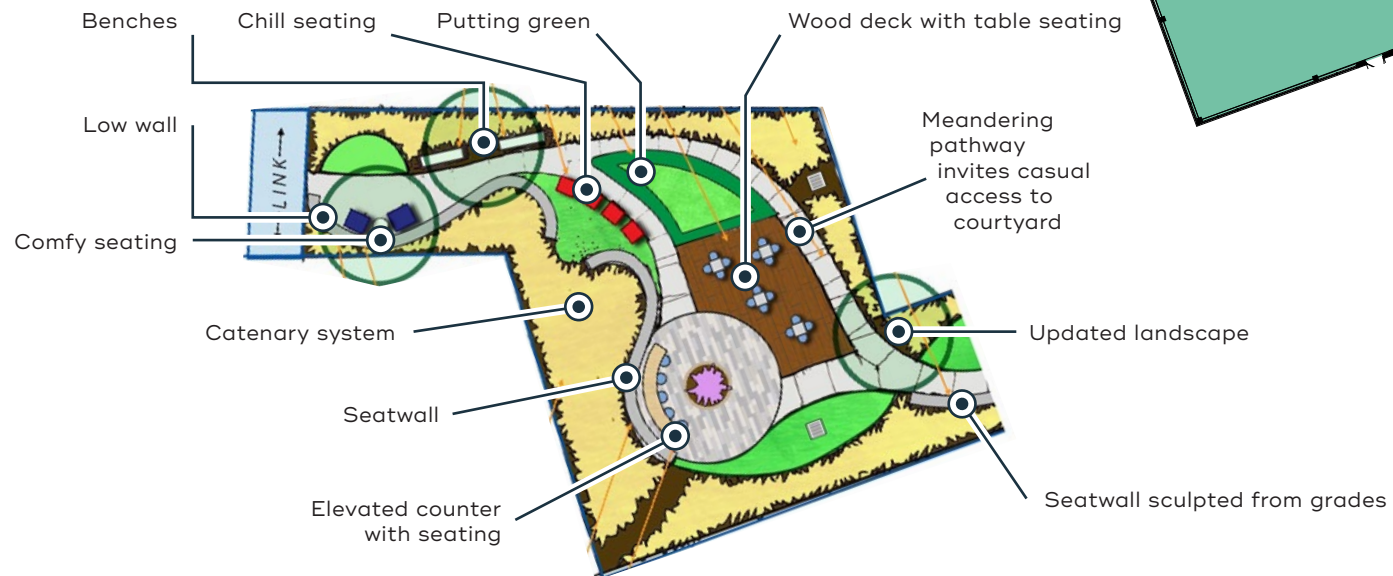 Benches
Chill seating
Putting green
Wood deck with table seating
Low wall
Meandering
pathway
invites casual
access to
courtyard
LINK
Comfy seating
Catenary system
Updated landscape
Seatwall
Elevated counter
with seating
Seatwall sculpted from grades